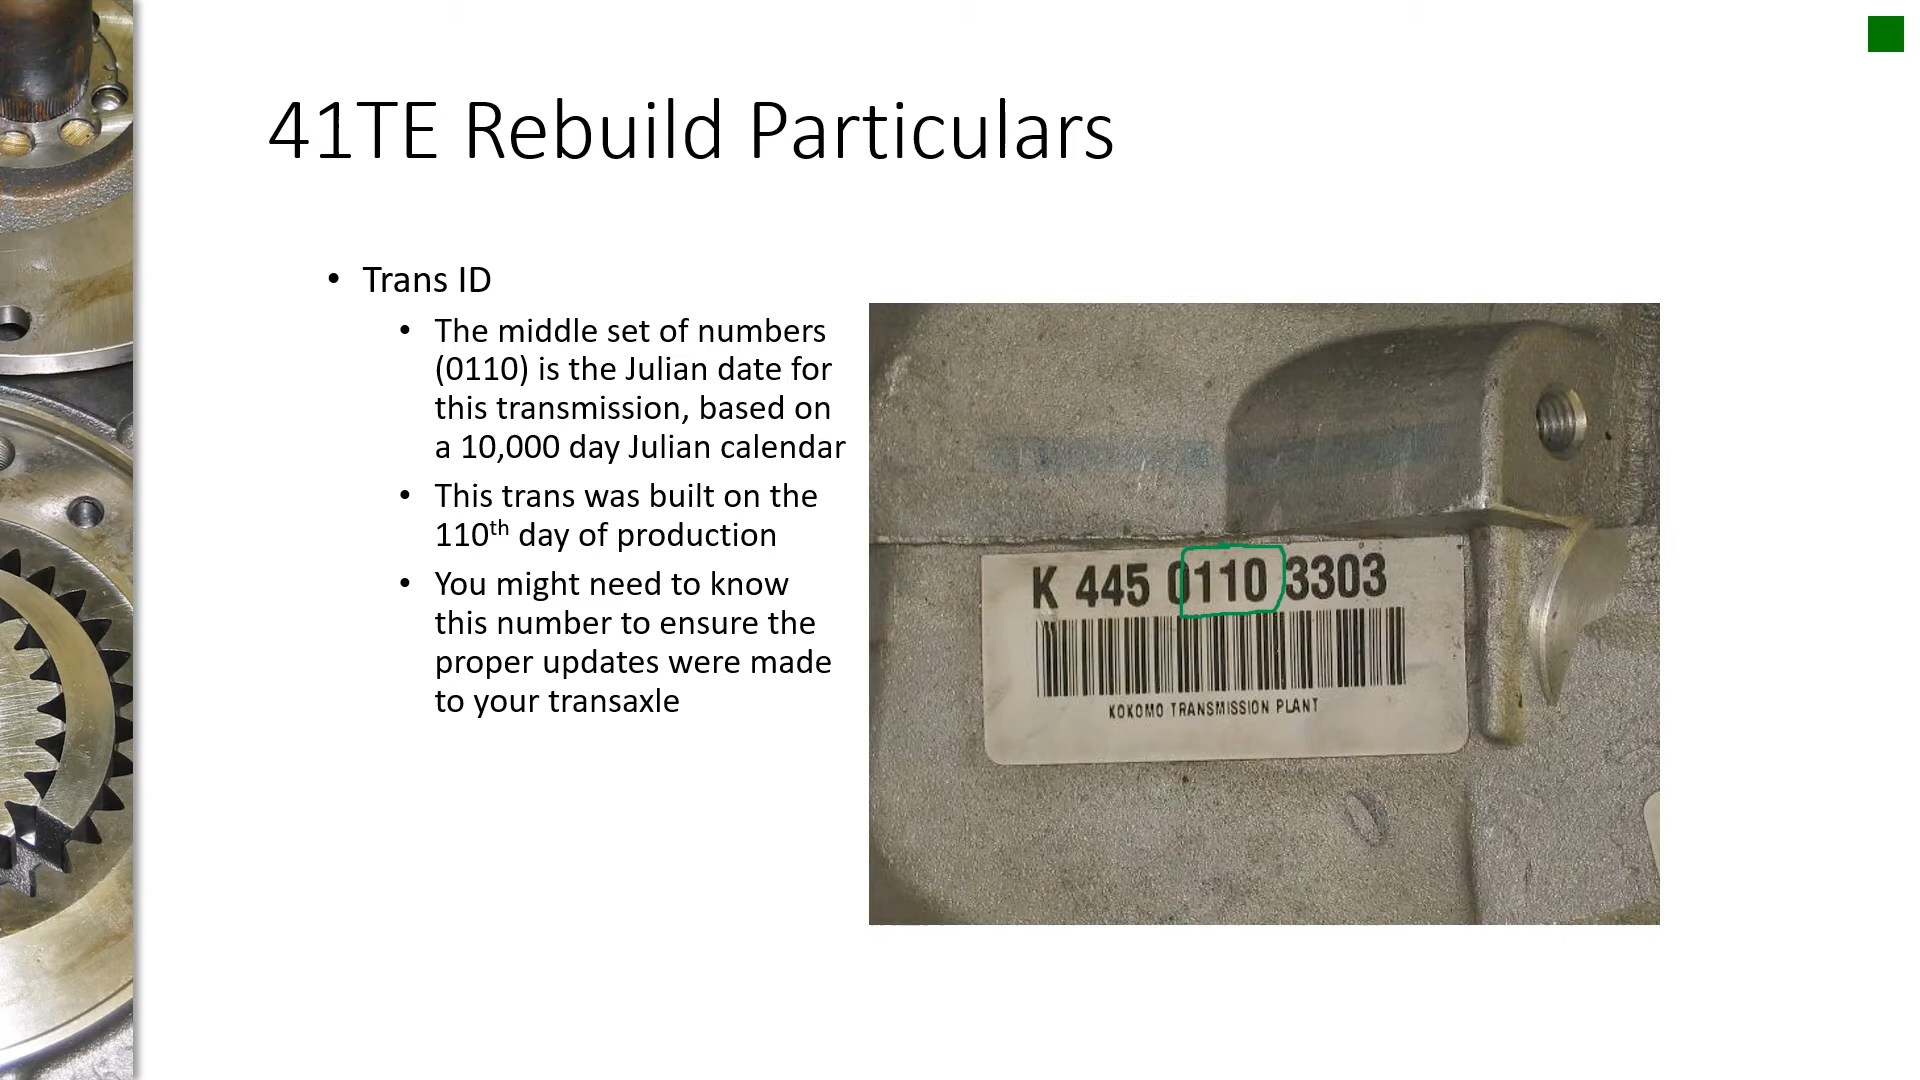 41TE Rebuild Particulars
• Trans ID
• The middle set of numbers
(0110) is the Julian date for
this transmission, based on
a 10,000 day Julian calendar
• This trans was built on the
110th day of production
• You might need to know
this number to ensure the
proper updates were made
to your transaxle
K 445 0110 3303
KOKOMO TRANSMISSION PLANT